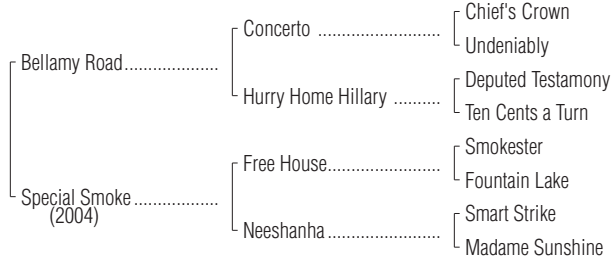 Chief's Crown
Concerto ..............................
Undeniably
Bellamy Road.....................
Deputed Testamony
Hurry Home Hillary ..........
Ten Cents a Turn
Smokester
Free House...........................
Fountain Lake
Special Smoke...................
(2004)
Smart Strike
Neeshanha ........................
Madame Sunshine